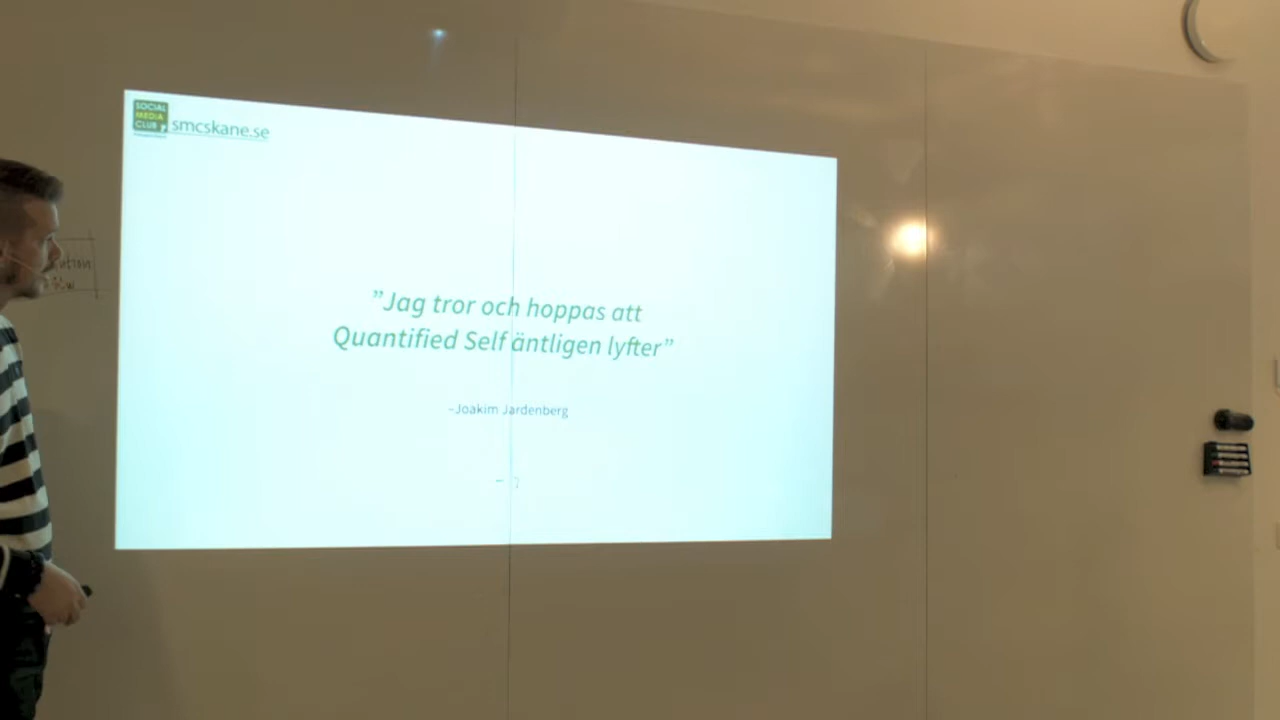 SOCIAL
MEDIA
CLUB
smcskane.se
”Jag tror och hoppas att
Quantified Self äntligen lyfter”
-Joakim Jardenberg